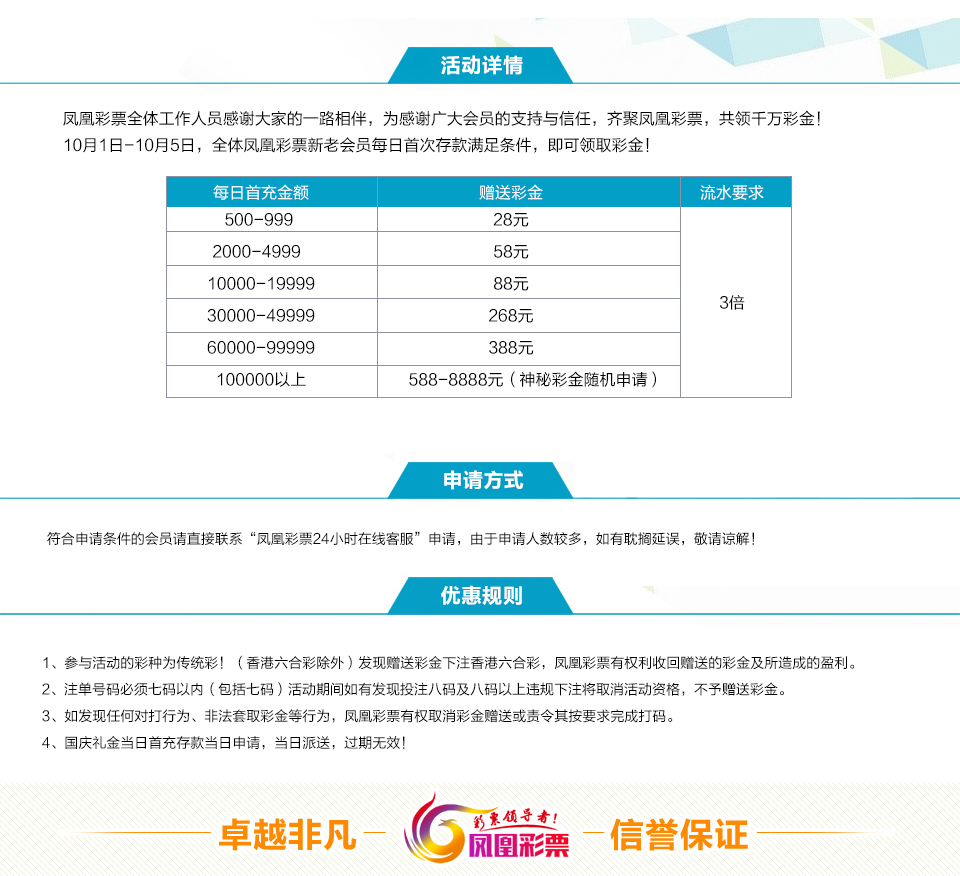 活动详情
凤凰彩票全体工作人员感谢大家的一路相伴，为感谢广大会员的支持与信任，齐聚凤凰彩票，共领千万彩金！
10月1日-10月5日，全体凤凰彩票新老会员每日首次存款满足条件，即可领取彩金！
每日首充金额 赠送彩金 流水要求
500-999 28元
2000-4999 58元
10000-19999 88元
3倍
30000-49999 268元
60000-99999 388元
100000以上 588-8888元（神秘彩金随机申请）
申请方式
符合申请条件的会员请直接联系“凤凰彩票24小时在线客服”申请，由于申请人数较多，如有耽搁延误，敬请谅解！
优惠规则
1、参与活动的彩种为传统彩！（香港六合彩除外）发现赠送彩金下注香港六合彩，凤凰彩票有权利收回赠送的彩金及所造成的盈利。
2、注单号码必须七码以内（包括七码）活动期间如有发现投注八码及八码以上违规下注将取消活动资格，不予赠送彩金。
3、如发现任何对打行为、非法套取彩金等行为，凤凰彩票有权取消彩金赠送或责令其按要求完成打码。
4、国庆礼金当日首充存款当日申请，当日派送，过期无效！
卓越非凡
彩票领导者！
凤凰彩票
信誉保证